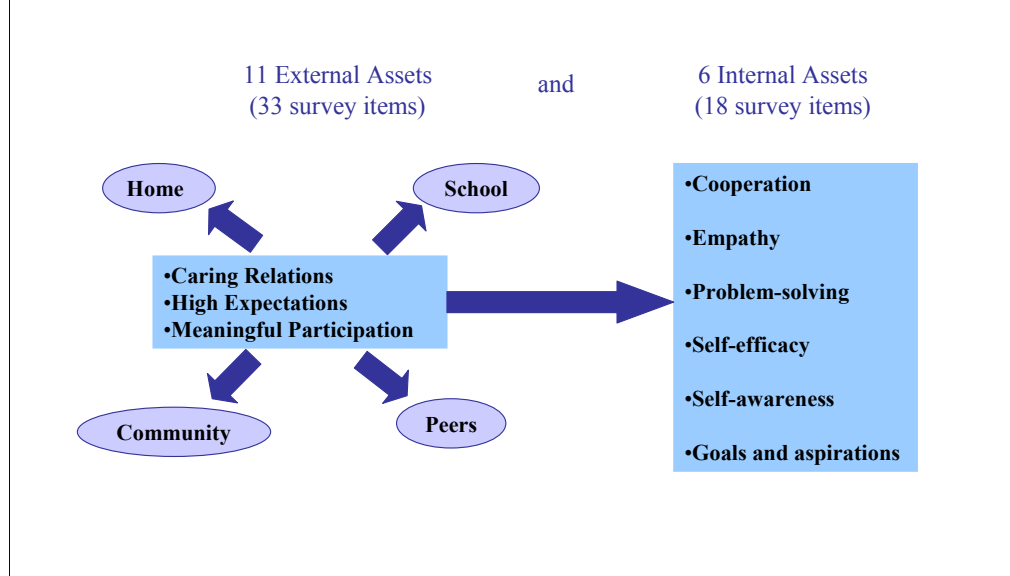 11 External Assets
(33 survey items)
and
6 Internal Assets
(18 survey items)
Home
School
•Caring Relations
•High Expectations
•Meaningful Participation
Community
Peers
•Cooperation
•Empathy
•Problem-solving
•Self-efficacy
•Self-awareness
•Goals and aspirations